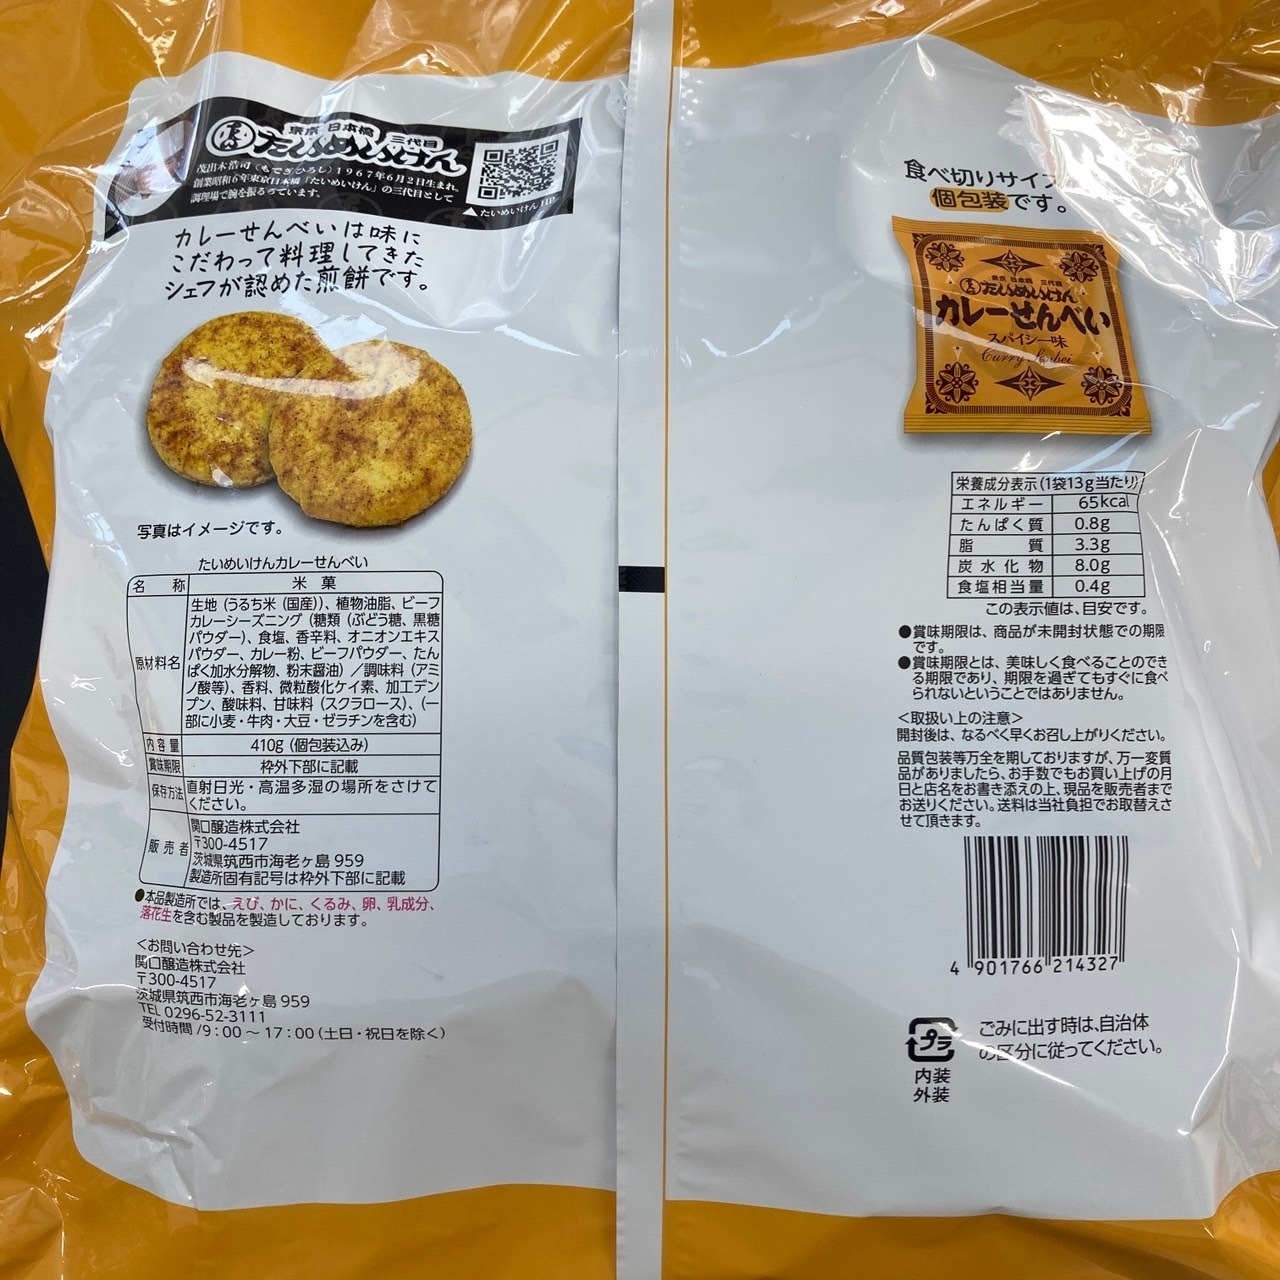 東京 日本橋 三代目
たいめいけん
茂出木浩司(もでぎひろし)1967年6月2日生まれ。
創業昭和6年東京日本橋「たいめいけん」の三代目として
調理場で腕を振るっています。
▲たいめいけん HP
カレーせんべいは味に
こだわって料理してきた
シェフが認めた煎餅です。
写真はイメージです。
たいめいけんカレーせんべい
名称 米菓
原材料名 生地(うるち米(国産))、植物油脂、ビーフ
カレーシーズニング(糖類(ぶどう糖、黒糖
パウダー)、食塩、香辛料、オニオンエキス
パウダー、カレー粉、ビーフパウダー、たん
ぱく加水分解物、粉末醤油)/調味料(アミ
ノ酸等)、香料、微粒酸化ケイ素、加工デン
プン、酸味料、甘味料(スクラロース)、(一
部に小麦・牛肉・大豆・ゼラチンを含む)
内容量 410g(個包装込み)
賞味期限 枠外下部に記載
保存方法 直射日光・高温多湿の場所をさけて
ください。
販売者 関口醸造株式会社
〒300-4517
茨城県筑西市海老ヶ島959
製造所固有記号は枠外下部に記載
●本品製造所では、えび、かに、くるみ、卵、乳成分、
落花生を含む製品を製造しております。
<お問い合わせ先>
関口醸造株式会社
〒300-4517
茨城県筑西市海老ヶ島959
TEL 0296-52-3111
受付時間/9:00~17:00(土日・祝日を除く)
食べ切りサイズ
個包装です。
東京 日本橋 三代目
たいめいけん
カレーせんべい
スパイシー味
Curry Senbei
栄養成分表示(1袋13g当たり)
エネルギー 65kcal
たんぱく質 0.8g
脂質 3.3g
炭水化物 8.0g
食塩相当量 0.4g
この表示値は、目安です。
●賞味期限は、商品が未開封状態での期限
です。
●賞味期限とは、美味しく食べることのでき
る期限であり、期限を過ぎてもすぐに食べ
られないということではありません。
<取扱い上の注意>
開封後は、なるべく早くお召し上がりください。
品質包装等万全を期しておりますが、万一変質
品がありましたら、お手数でもお買い上げの月
日と店名をお書き添えの上、現品を販売者まで
お送りください。送料は当社負担でお取替えさ
せて頂きます。
4 901766 214327
プラ
内装
外装
ごみに出す時は、自治体
の区分に従ってください。